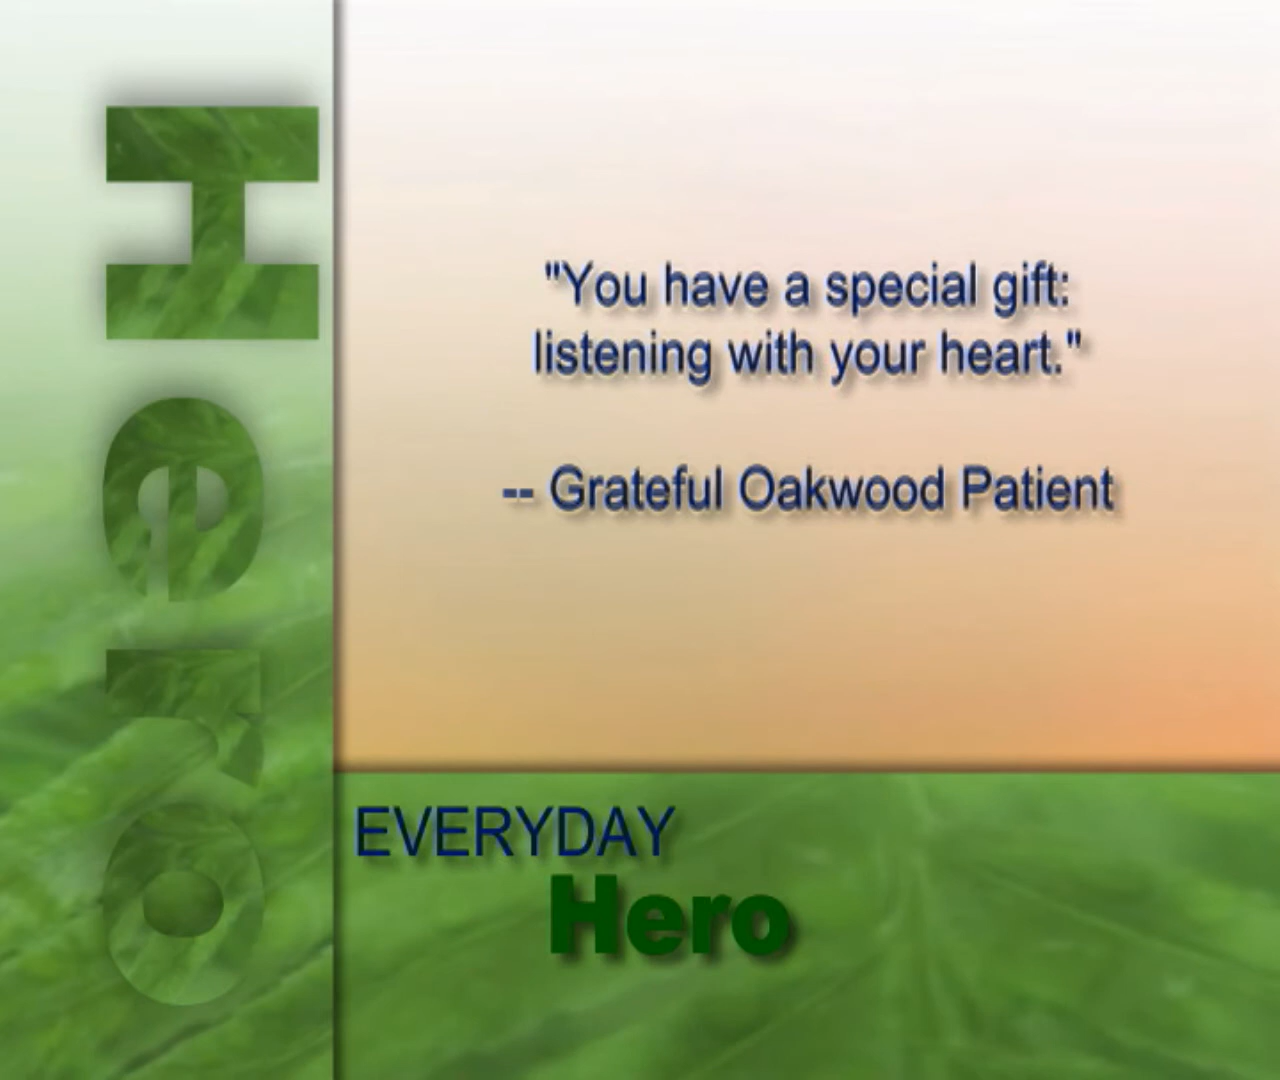 Hero
"You have a special gift:
listening with your heart."
-- Grateful Oakwood Patient
EVERYDAY
Hero